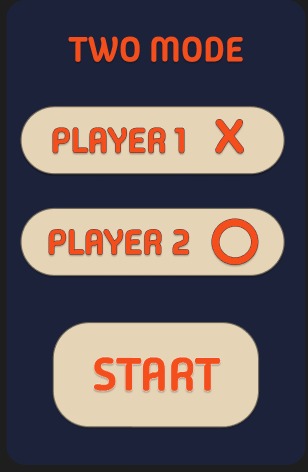 TWO MODE
PLAYER 1 X
PLAYER 2 O
START